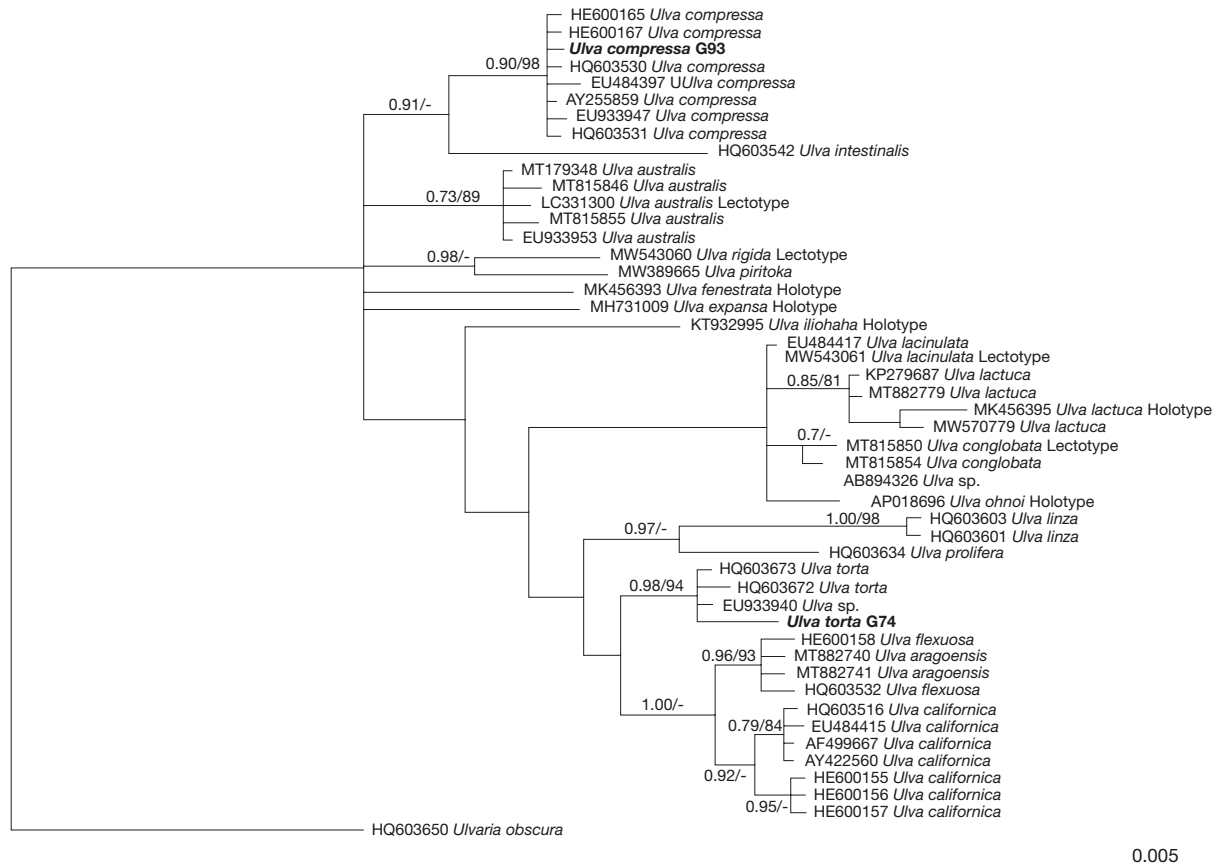 HE600165 Ulva compressa
HE600167 Ulva compressa
Ulva compressa G93
0.90/98
HQ603530 Ulva compressa
EU484397 UUlva compressa
0.91/-
AY255859 Ulva compressa
EU933947 Ulva compressa
HQ603531 Ulva compressa
HQ603542 Ulva intestinalis
MT179348 Ulva australis
MT815846 Ulva australis
0.73/89
LC331300 Ulva australis Lectotype
MT815855 Ulva australis
EU933953 Ulva australis
MW543060 Ulva rigida Lectotype
0.98/-
MW389665 Ulva piritoka
MK456393 Ulva fenestrata Holotype
MH731009 Ulva expansa Holotype
KT932995 Ulva iliohaha Holotype
EU484417 Ulva lacinulata
MW543061 Ulva lacinulata Lectotype
KP279687 Ulva lactuca
0.85/81
MT882779 Ulva lactuca
MK456395 Ulva lactuca Holotype
MW570779 Ulva lactuca
0.7/-
MT815850 Ulva conglobata Lectotype
MT815854 Ulva conglobata
AB894326 Ulva sp.
AP018696 Ulva ohnoi Holotype
1.00/98
HQ603603 Ulva linza
0.97/-
HQ603601 Ulva linza
HQ603634 Ulva prolifera
HQ603673 Ulva torta
0.98/94
HQ603672 Ulva torta
EU933940 Ulva sp.
Ulva torta G74
HE600158 Ulva flexuosa
0.96/93
MT882740 Ulva aragoensis
MT882741 Ulva aragoensis
HQ603532 Ulva flexuosa
1.00/-
HQ603516 Ulva californica
0.79/84
EU484415 Ulva californica
AF499667 Ulva californica
AY422560 Ulva californica
0.92/-
HE600155 Ulva californica
HE600156 Ulva californica
0.95/-
HE600157 Ulva californica
HQ603650 Ulvaria obscura
0.005